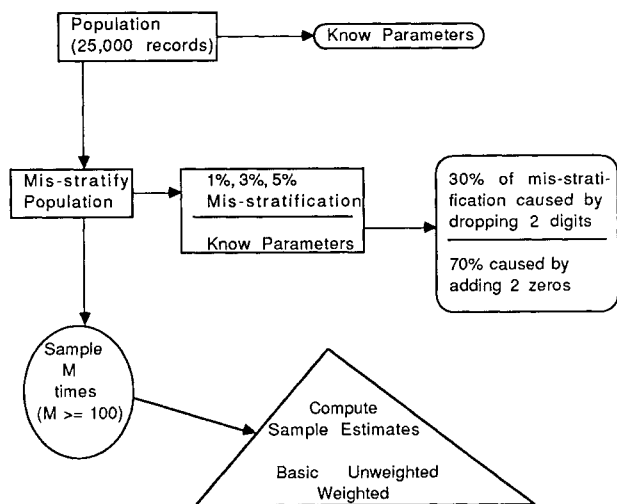 Population
(25,000 records)
Know Parameters
Mis-stratify
Population
1%, 3%, 5%
Mis-stratification
Know Parameters
30% of mis-strati-
fication caused by
dropping 2 digits
70% caused by
adding 2 zeros
Sample
M
times
(M >= 100)
Compute
Sample Estimates
Basic Unweighted
Weighted